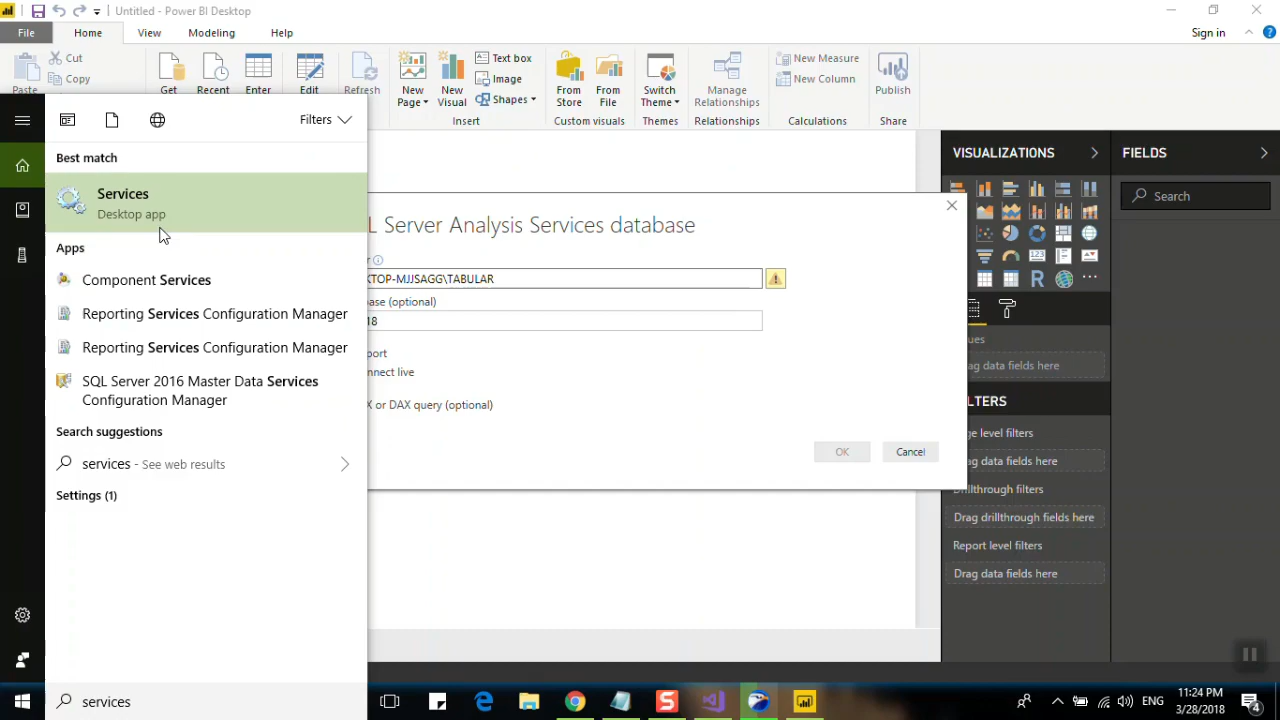 Untitled - Power BI Desktop
File
Home
View
Modeling
Help
Sign in
Paste
Cut
Copy
Get
Recent
Enter
Edit
Refresh
New
Page
New
Visual
Text box
Image
Shapes
Insert
From
Store
From
File
Custom visuals
Switch
Theme
Themes
Manage
Relationships
Relationships
New Measure
New Column
Calculations
Publish
Share
Filters
Best match
Services
Desktop app
Apps
Component Services
Reporting Services Configuration Manager
Reporting Services Configuration Manager
SQL Server 2016 Master Data Services
Configuration Manager
Search suggestions
services - See web results
Settings (1)
services
L Server Analysis Services database
r
KTOP-MJJSAGG\TABULAR
base (optional)
18
port
nnect live
X or DAX query (optional)
OK
Cancel
VISUALIZATIONS
R
123
ues
ag data fields here
LTERS
ge level filters
ag data fields here
Drillthrough filters
Drag drillthrough fields here
Report level filters
Drag data fields here
FIELDS
Search
ENG
11:24 PM
3/28/2018
4